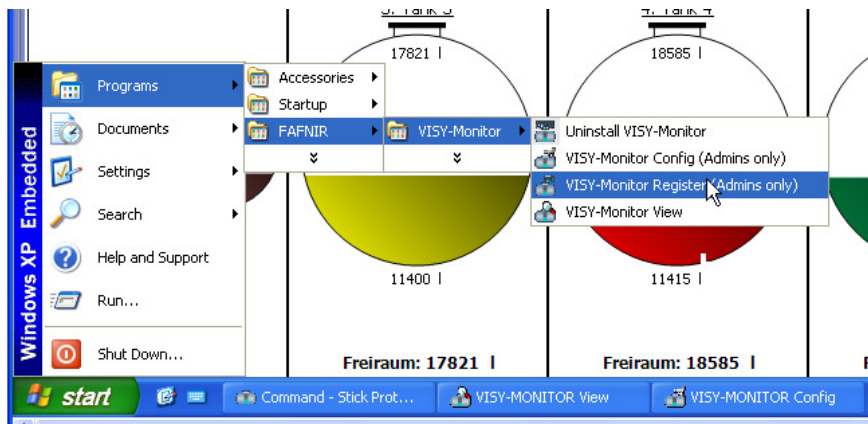 3. Tank 3
4. Tank 4
17821 l
18585 l
Programs
Documents
Settings
Search
Help and Support
Run...
Shut Down...
Windows XP Embedded
Accessories
Startup
FAFNIR
VISY-Monitor
Uninstall VISY-Monitor
VISY-Monitor Config (Admins only)
VISY-Monitor Register (Admins only)
VISY-Monitor View
11400 l
11415 l
Freiraum: 17821 l
Freiraum: 18585 l
start
Command - Stick Prot...
VISY-MONITOR View
VISY-MONITOR Config